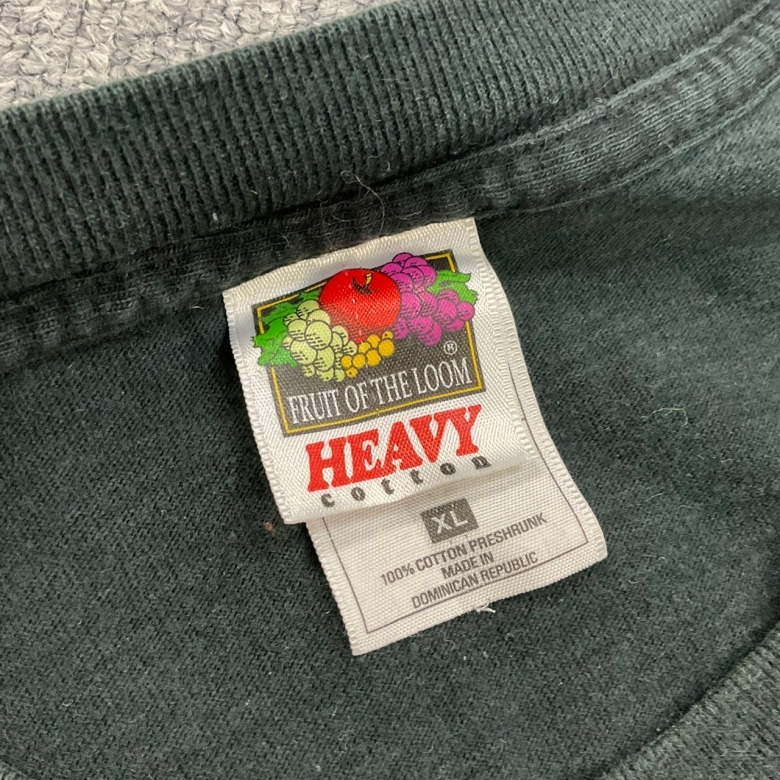 ®
FRUIT OF THE LOOM
HEAVY
cotton
XL
100% COTTON PRESHRUNK
MADE IN
DOMINICAN REPUBLIC